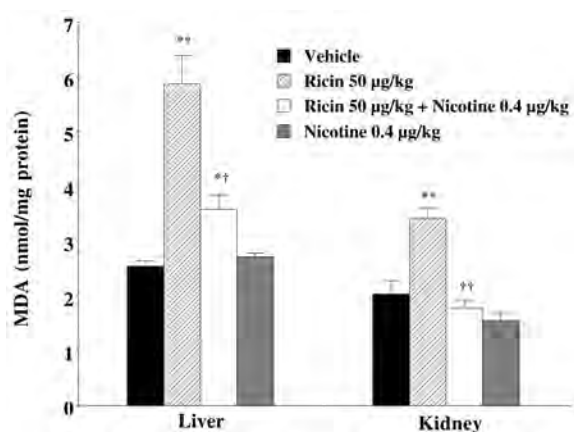 7
6
5
4
3
2
1
0
MDA (nmol/mg protein)
Vehicle
Ricin 50 µg/kg
Ricin 50 µg/kg + Nicotine 0.4 µg/kg
Nicotine 0.4 µg/kg
**
*†
**
††
Liver
Kidney